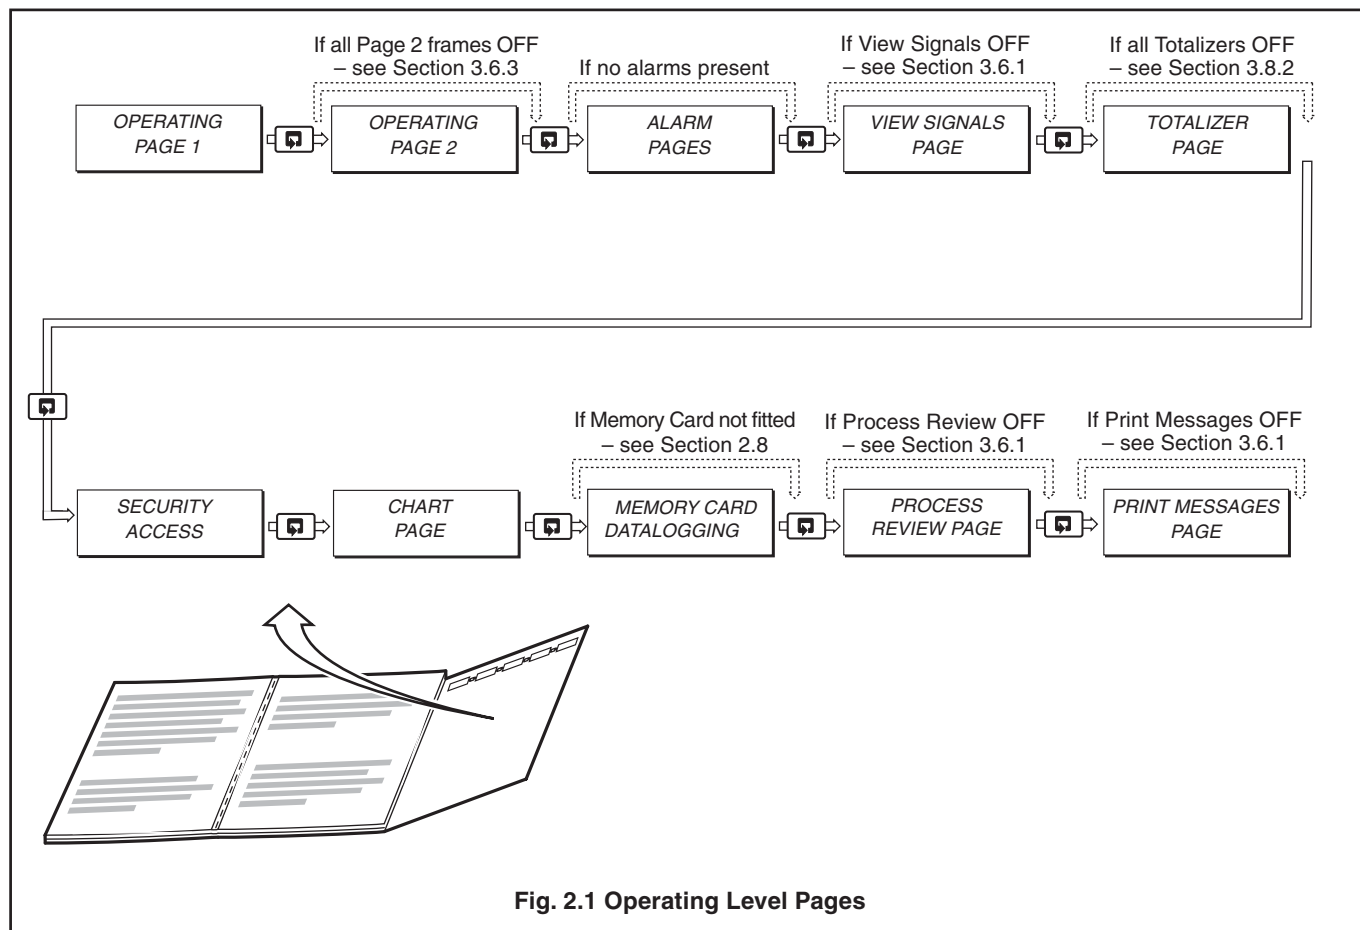 If all Page 2 frames OFF
– see Section 3.6.3
If no alarms present
If View Signals OFF
– see Section 3.6.1
If all Totalizers OFF
– see Section 3.8.2
OPERATING
PAGE 1
OPERATING
PAGE 2
ALARM
PAGES
VIEW SIGNALS
PAGE
TOTALIZER
PAGE
If Memory Card not fitted
– see Section 2.8
If Process Review OFF
– see Section 3.6.1
If Print Messages OFF
– see Section 3.6.1
SECURITY
ACCESS
CHART
PAGE
MEMORY CARD
DATALOGGING
PROCESS
REVIEW PAGE
PRINT MESSAGES
PAGE
Fig. 2.1 Operating Level Pages